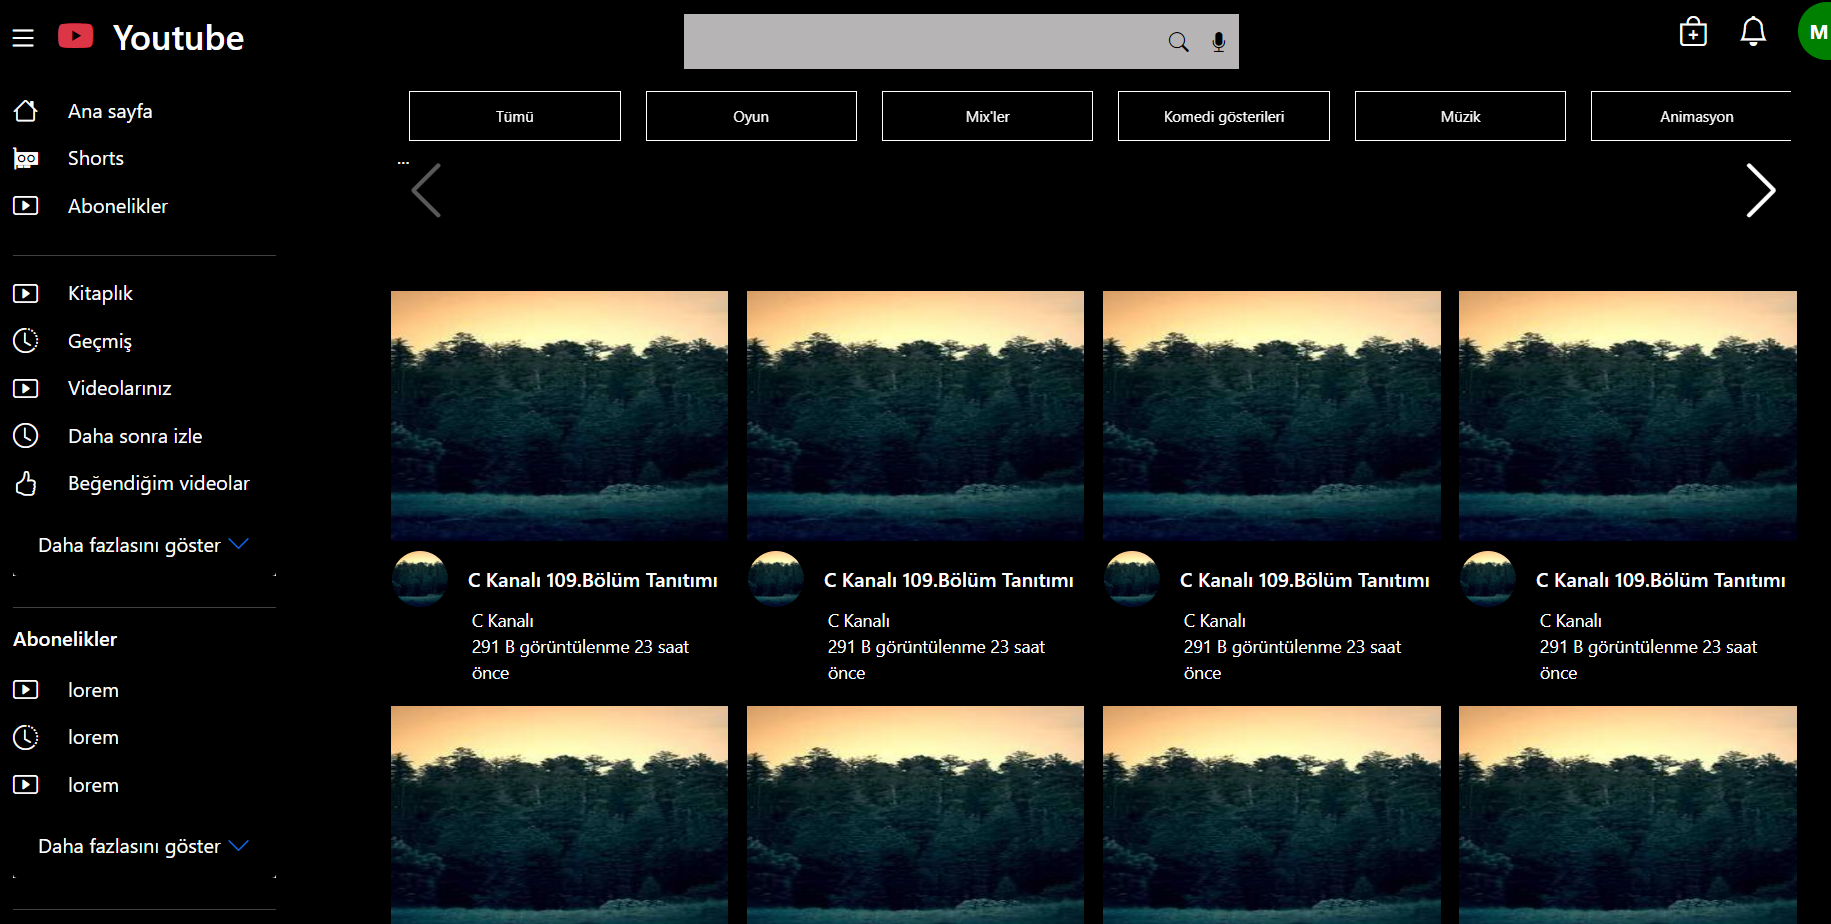 Youtube
M
Ana sayfa
Shorts
Abonelikler
Kitaplık
Geçmiş
Videolarınız
Daha sonra izle
Beğendiğim videolar
Daha fazlasını göster
Abonelikler
lorem
lorem
lorem
Daha fazlasını göster
Tümü
Oyun
Mix'ler
Komedi gösterileri
Müzik
Animasyon
...
C Kanalı 109.Bölüm Tanıtımı
C Kanalı
291 B görüntülenme 23 saat
önce
C Kanalı 109.Bölüm Tanıtımı
C Kanalı
291 B görüntülenme 23 saat
önce
C Kanalı 109.Bölüm Tanıtımı
C Kanalı
291 B görüntülenme 23 saat
önce
C Kanalı 109.Bölüm Tanıtımı
C Kanalı
291 B görüntülenme 23 saat
önce